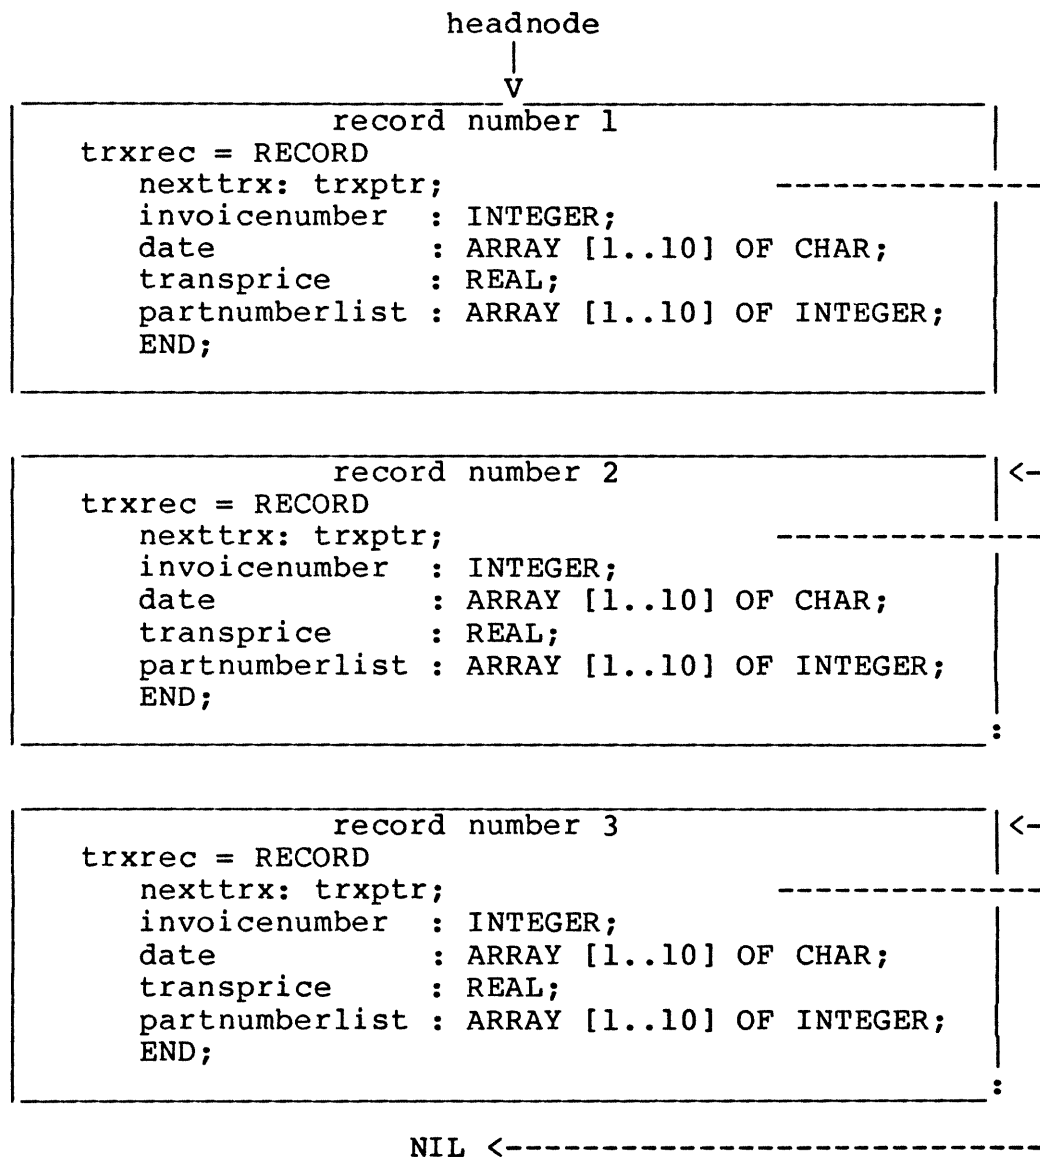 headnode
record number 1
trxrec = RECORD
nexttrx: trxptr;
invoicenumber : INTEGER;
date : ARRAY [1..10] OF CHAR;
transprice : REAL;
partnumberlist : ARRAY [1..10] OF INTEGER;
END;
record number 2
trxrec = RECORD
nexttrx: trxptr;
invoicenumber : INTEGER;
date : ARRAY [1..10] OF CHAR;
transprice : REAL;
partnumberlist : ARRAY [1..10] OF INTEGER;
END;
record number 3
trxrec = RECORD
nexttrx: trxptr;
invoicenumber : INTEGER;
date : ARRAY [1..10] OF CHAR;
transprice : REAL;
partnumberlist : ARRAY [1..10] OF INTEGER;
END;
NIL <----------------------------